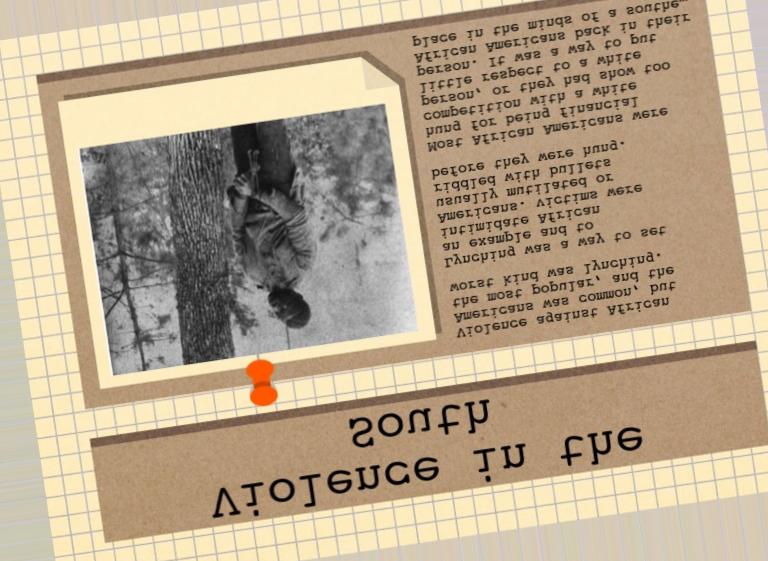 Violence in the
South
Violence against African
Americans was common, but
the most popular, and the
worst kind was lynching.
Lynching was a way to set
an example and to
intimidate African
Americans. Victims were
usually mutilated or
riddled with bullets
before they were hung.
Most African Americans were
hung for being financial
competition with a white
person, or they had show too
little respect to a white
person. It was a way to put
African Americans back in their
place in the minds of a